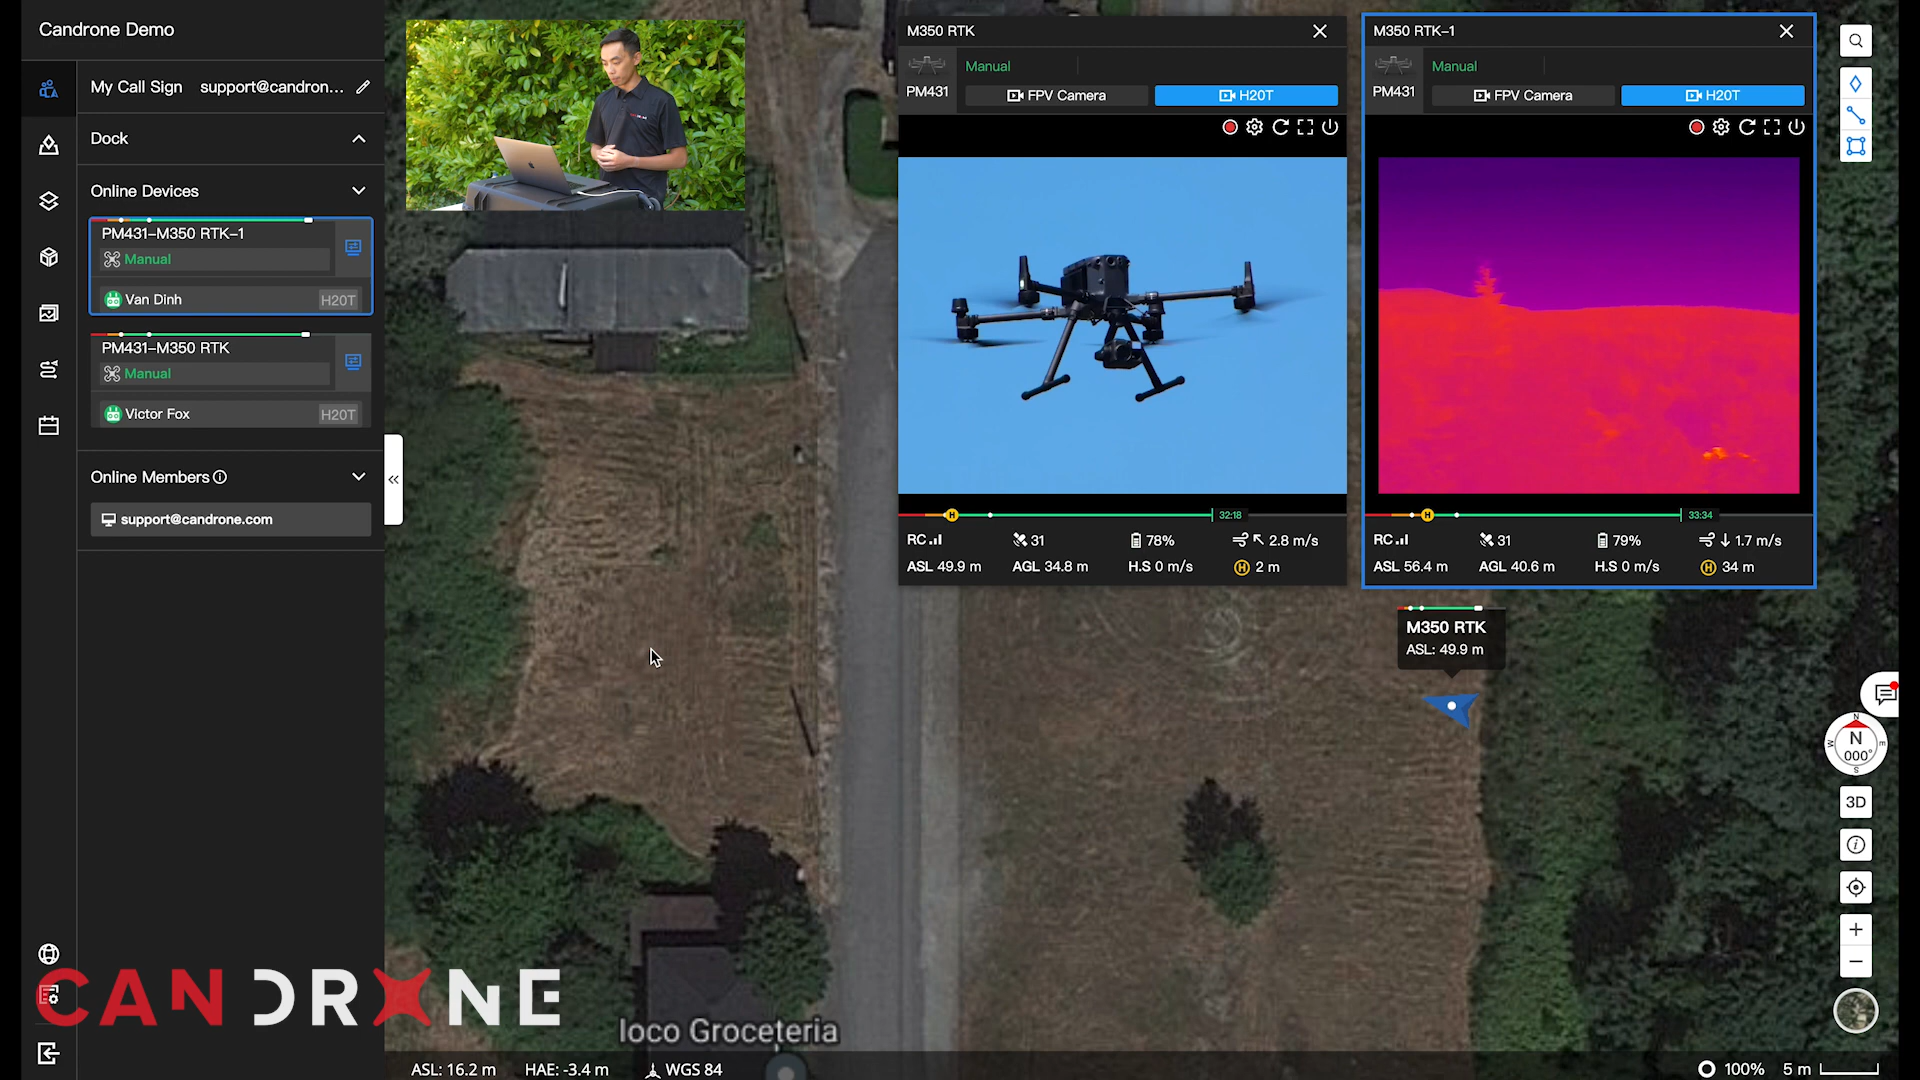 Candrone Demo
My Call Sign support@candron...
Dock
Online Devices
PM431-M350 RTK-1
Manual
Van Dinh H20T
PM431-M350 RTK
Manual
Victor Fox H20T
Online Members
support@candrone.com
M350 RTK
PM431
Manual
FPV Camera H20T
H 32:18
RC 31 78% 2.8 m/s
ASL 49.9 m AGL 34.8 m H.S 0 m/s H 2 m
M350 RTK-1
PM431
Manual
FPV Camera H20T
H 33:34
RC 31 79% 1.7 m/s
ASL 56.4 m AGL 40.6 m H.S 0 m/s H 34 m
M350 RTK
ASL: 49.9 m
N
N
000°
S
3D
CANDRONE
Ioco Groceteria
ASL: 16.2 m HAE: -3.4 m WGS 84
100% 5 m